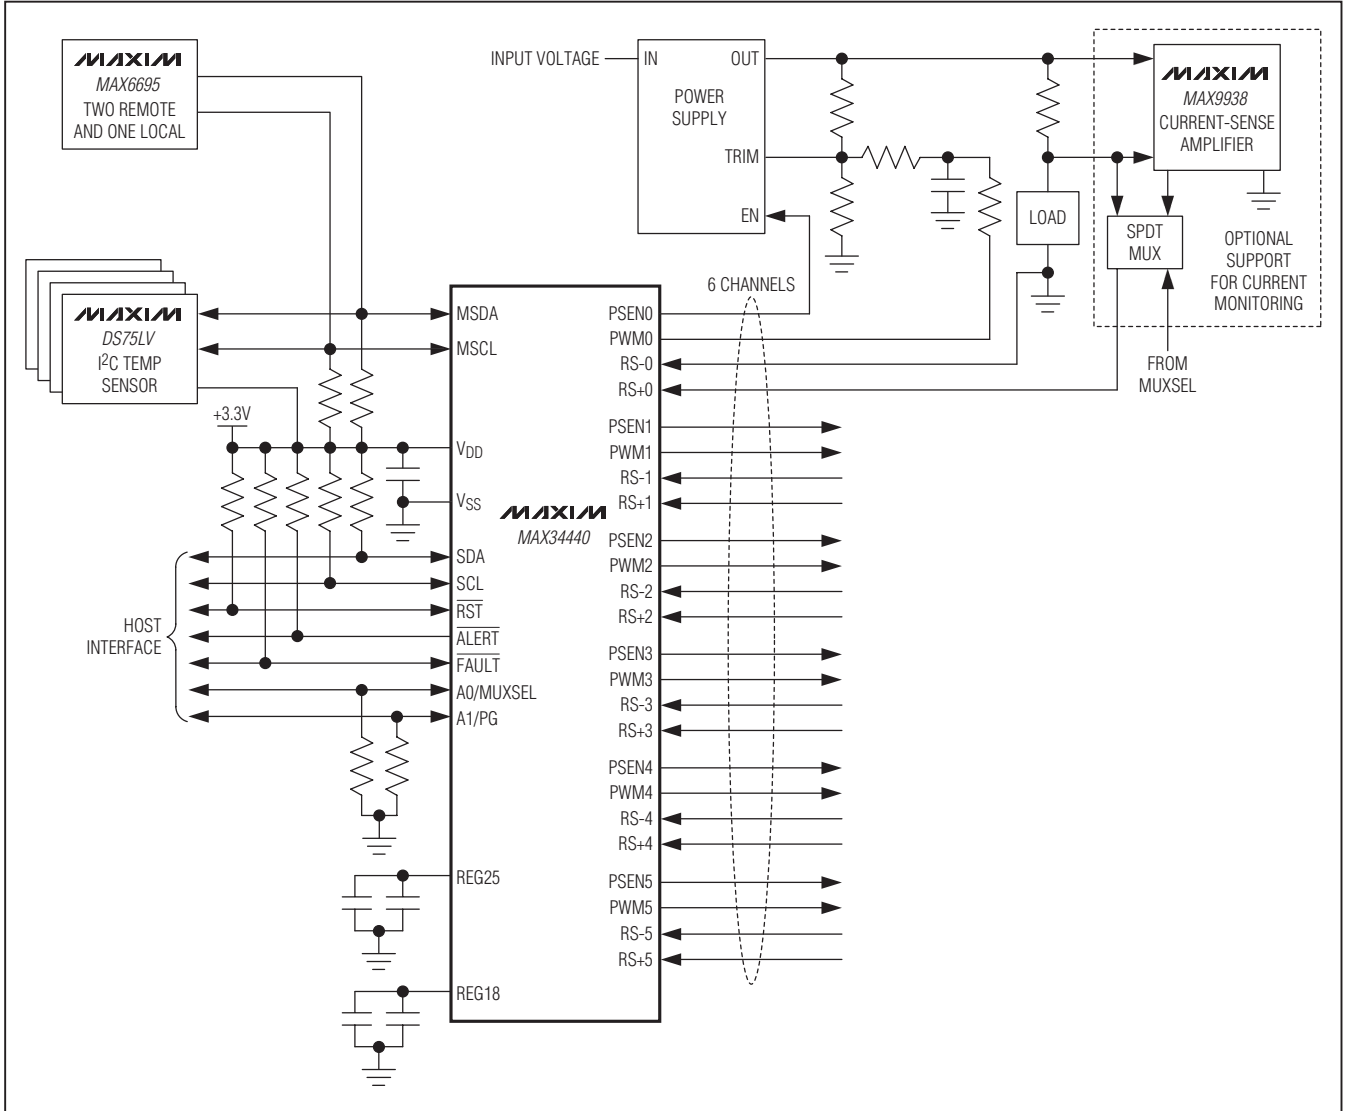 MAXIM
MAX6695
TWO REMOTE
AND ONE LOCAL
INPUT VOLTAGE
IN
OUT
POWER
SUPPLY
TRIM
EN
MAXIM
MAX9938
CURRENT-SENSE
AMPLIFIER
LOAD
SPDT
MUX
OPTIONAL
SUPPORT
FOR CURRENT
MONITORING
FROM
MUXSEL
6 CHANNELS
MAXIM
DS75LV
I2C TEMP
SENSOR
+3.3V
HOST
INTERFACE
MSDA
MSCL
VDD
VSS
MAXIM
MAX34440
SDA
SCL
RST
ALERT
FAULT
A0/MUXSEL
A1/PG
REG25
REG18
PSEN0
PWM0
RS-0
RS+0
PSEN1
PWM1
RS-1
RS+1
PSEN2
PWM2
RS-2
RS+2
PSEN3
PWM3
RS-3
RS+3
PSEN4
PWM4
RS-4
RS+4
PSEN5
PWM5
RS-5
RS+5